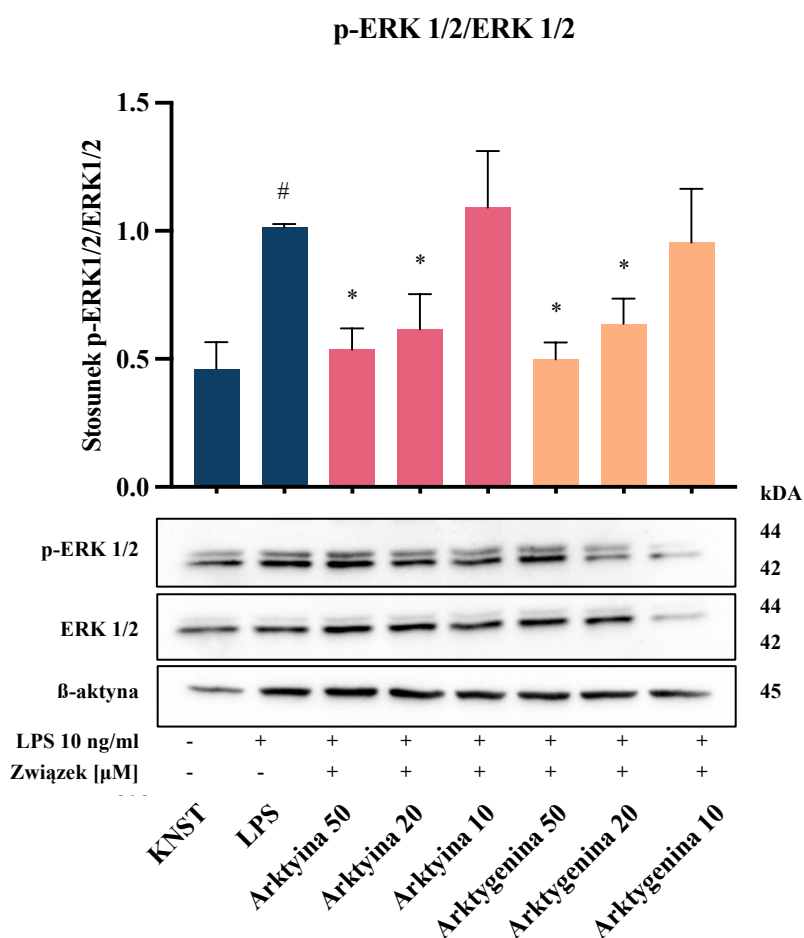 p-ERK 1/2/ERK 1/2
Stosunek p-ERK1/2/ERK1/2
1.5
1.0
0.5
0.0
#
*
*
*
*
kDA
p-ERK 1/2
44
42
ERK 1/2
44
42
ß-aktyna
45
LPS 10 ng/ml - + + + + + + +
Związek [µM] - - + + + + + +
KNST
LPS
Arktyina 50
Arktyina 20
Arktyina 10
Arktygenina 50
Arktygenina 20
Arktygenina 10